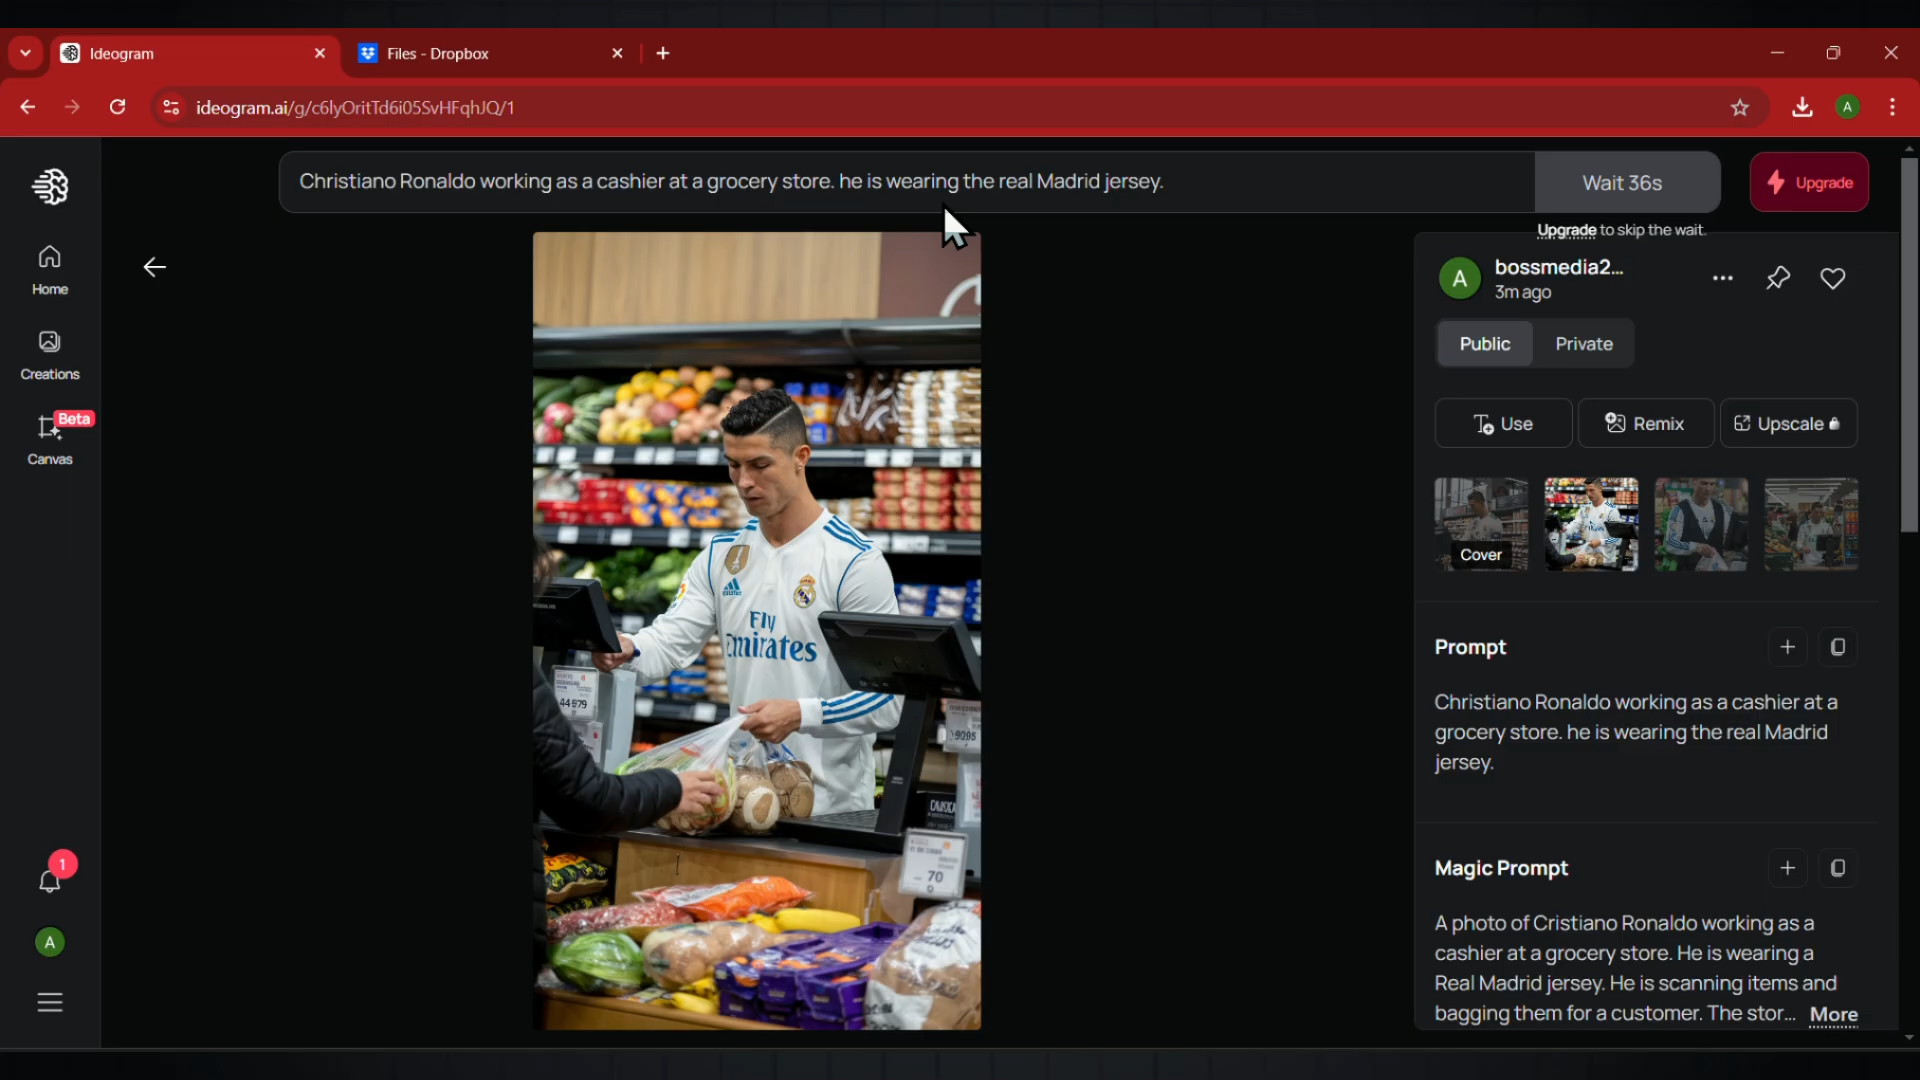 Ideogram
Files - Dropbox
ideogram.ai/g/c6lyOritTd6i05SvHFqhJQ/1
A
Christiano Ronaldo working as a cashier at a grocery store. he is wearing the real Madrid jersey.
Wait 36s
Upgrade
Upgrade to skip the wait.
Home
Creations
Beta
Canvas
1
A
A
bossmedia2...
3m ago
Public
Private
Use
Remix
Upscale
Cover
Prompt
Christiano Ronaldo working as a cashier at a
grocery store. he is wearing the real Madrid
jersey.
Magic Prompt
A photo of Cristiano Ronaldo working as a
cashier at a grocery store. He is wearing a
Real Madrid jersey. He is scanning items and
bagging them for a customer. The stor... More
Fly
Emirates
44 579
70